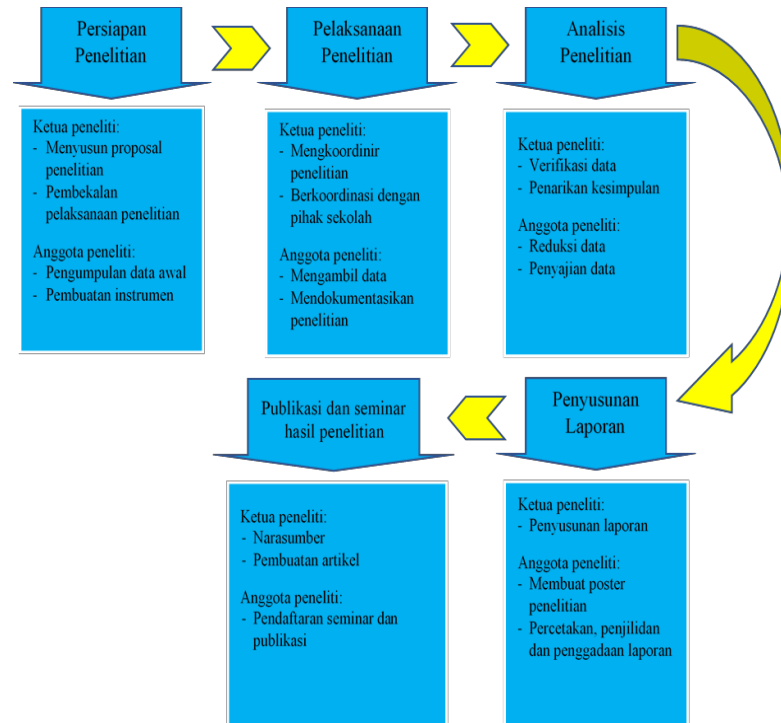 Persiapan
Penelitian
Ketua peneliti:
- Menyusun proposal
penelitian
- Pembekalan
pelaksanaan penelitian
Anggota peneliti:
- Pengumpulan data awal
- Pembuatan instrumen
Pelaksanaan
Penelitian
Ketua peneliti:
- Mengkoordinir
penelitian
- Berkoordinasi dengan
pihak sekolah
Anggota peneliti:
- Mengambil data
- Mendokumentasikan
penelitian
Analisis
Penelitian
Ketua peneliti:
- Verifikasi data
- Penarikan kesimpulan
Anggota peneliti:
- Reduksi data
- Penyajian data
Penyusunan
Laporan
Ketua peneliti:
- Penyusunan laporan
Anggota peneliti:
- Membuat poster
penelitian
- Percetakan, penjilidan
dan penggadaan laporan
Publikasi dan seminar
hasil penelitian
Ketua peneliti:
- Narasumber
- Pembuatan artikel
Anggota peneliti:
- Pendaftaran seminar dan
publikasi